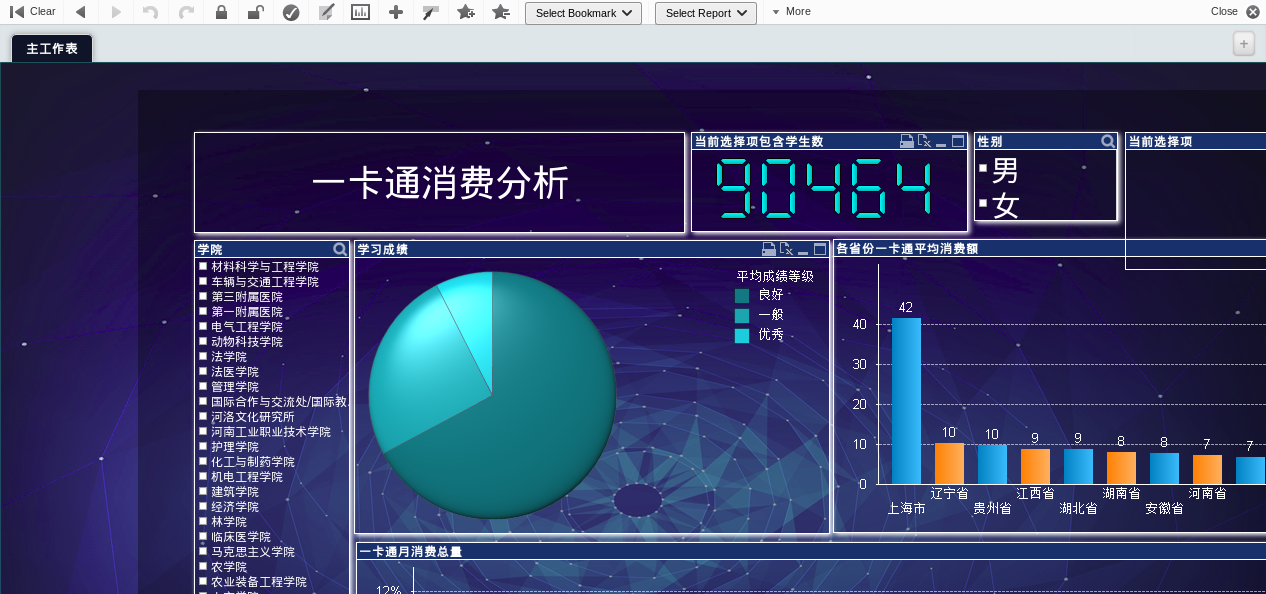 Clear
Select Bookmark
Select Report
More
Close
主工作表
一卡通消费分析
当前选择项包含学生数
90464
性别
男
女
当前选择项
学院
材料科学与工程学院
车辆与交通工程学院
第三附属医院
第一附属医院
电气工程学院
动物科技学院
法学院
法医学院
管理学院
国际合作与交流处/国际教
河洛文化研究所
河南工业职业技术学院
护理学院
化工与制药学院
机电工程学院
建筑学院
经济学院
林学院
临床医学院
马克思主义学院
农学院
农业装备工程学院
学习成绩
平均成绩等级
良好
一般
优秀
各省份一卡通平均消费额
42
10
10
9
9
8
8
7
7
40
30
20
10
0
上海市
辽宁省
贵州省
江西省
湖北省
湖南省
安徽省
河南省
一卡通月消费总量
12%